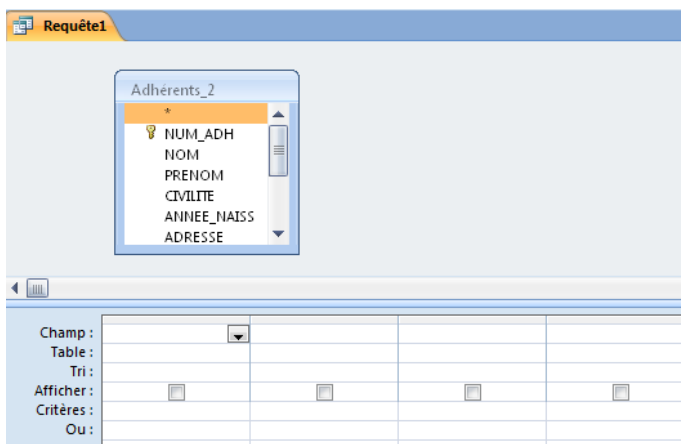 Requête1
Adhérents_2
*
NUM_ADH
NOM
PRENOM
CIVILITE
ANNEE_NAISS
ADRESSE
Champ :
Table :
Tri :
Afficher :
Critères :
Ou :